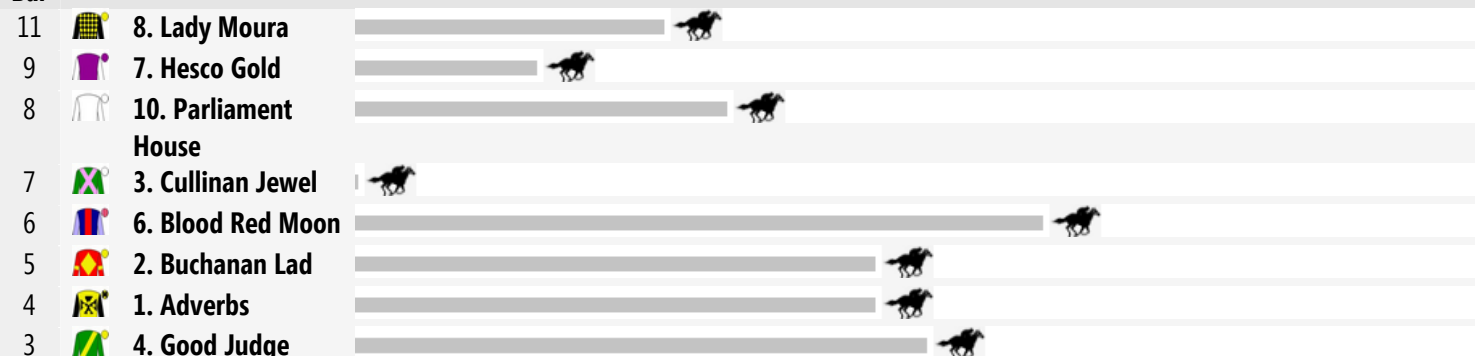 11 8. Lady Moura
9 7. Hesco Gold
8 10. Parliament
House
7 3. Cullinan Jewel
6 6. Blood Red Moon
5 2. Buchanan Lad
4 1. Adverbs
3 4. Good Judge